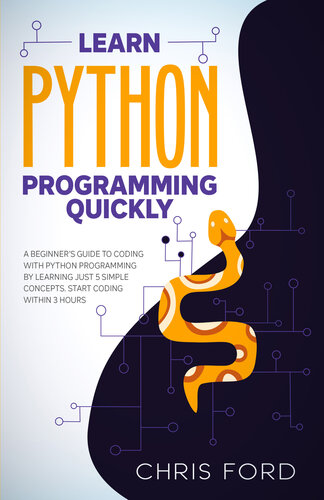 LEARN
PYTHON
PROGRAMMING
QUICKLY
A BEGINNER'S GUIDE TO CODING
WITH PYTHON PROGRAMMING
BY LEARNING JUST 5 SIMPLE
CONCEPTS. START CODING
WITHIN 3 HOURS
CHRIS FORD